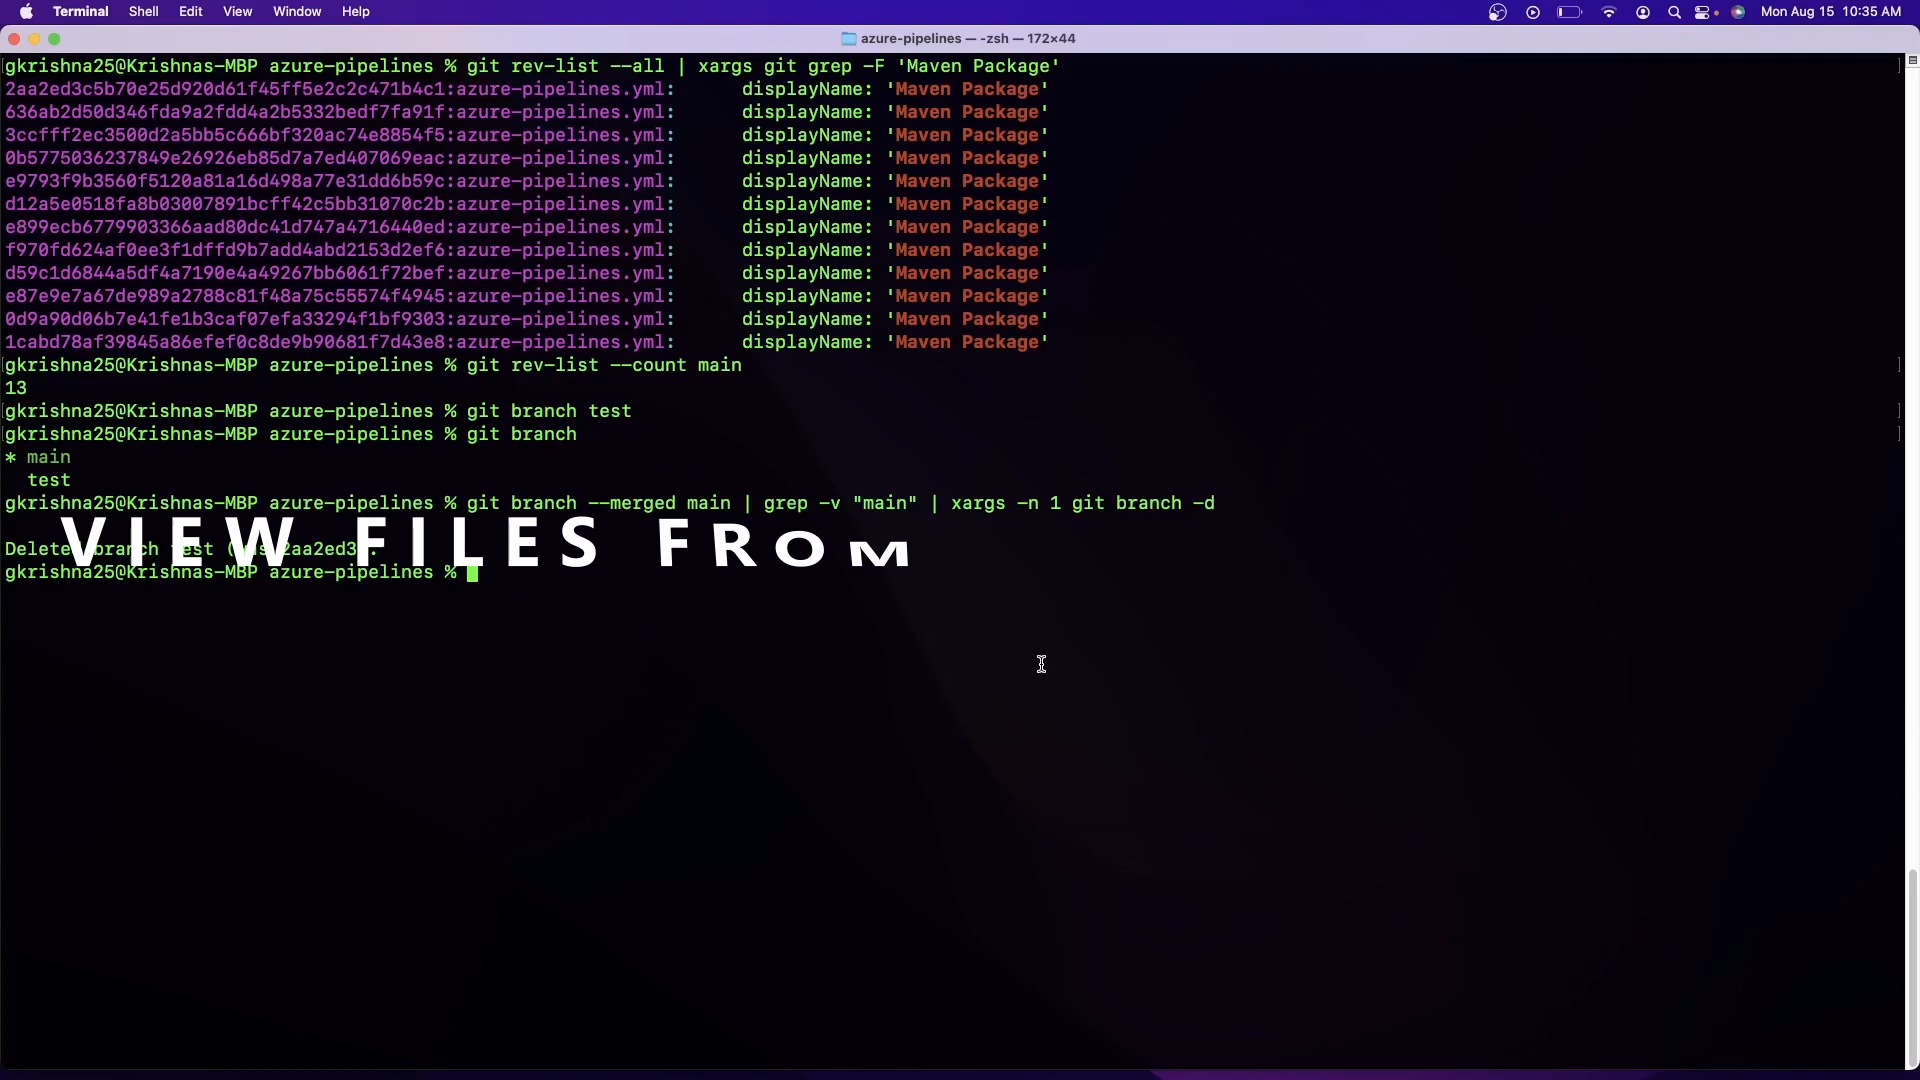 Terminal Shell Edit View Window Help Mon Aug 15 10:35 AM
azure-pipelines — -zsh — 172×44
gkrishna25@Krishnas-MBP azure-pipelines % git rev-list --all | xargs git grep -F 'Maven Package'
2aa2ed3c5b70e25d920d61f45ff5e2c2c471b4c1:azure-pipelines.yml: displayName: 'Maven Package'
636ab2d50d346fda9a2fdd4a2b5332bedf7fa91f:azure-pipelines.yml: displayName: 'Maven Package'
3ccfff2ec3500d2a5bb5c666bf320ac74e8854f5:azure-pipelines.yml: displayName: 'Maven Package'
0b5775036237849e26926eb85d7a7ed407069eac:azure-pipelines.yml: displayName: 'Maven Package'
e9793f9b3560f5120a81a16d498a77e31dd6b59c:azure-pipelines.yml: displayName: 'Maven Package'
d12a5e0518fa8b03007891bcff42c5bb31070c2b:azure-pipelines.yml: displayName: 'Maven Package'
e899ecb6779903366aad80dc41d747a4716440ed:azure-pipelines.yml: displayName: 'Maven Package'
f970fd624af0ee3f1dffd9b7add4abd2153d2ef6:azure-pipelines.yml: displayName: 'Maven Package'
d59c1d6844a5df4a7190e4a49267bb6061f72bef:azure-pipelines.yml: displayName: 'Maven Package'
e87e9e7a67de989a2788c81f48a75c55574f4945:azure-pipelines.yml: displayName: 'Maven Package'
0d9a90d06b7e41fe1b3caf07efa33294f1bf9303:azure-pipelines.yml: displayName: 'Maven Package'
1cabd78af39845a86efef0c8de9b90681f7d43e8:azure-pipelines.yml: displayName: 'Maven Package'
gkrishna25@Krishnas-MBP azure-pipelines % git rev-list --count main
13
gkrishna25@Krishnas-MBP azure-pipelines % git branch test
gkrishna25@Krishnas-MBP azure-pipelines % git branch
* main
test
gkrishna25@Krishnas-MBP azure-pipelines % git branch --merged main | grep -v "main" | xargs -n 1 git branch -d
VIEW FILES FROM
Deleted branch test (was 2aa2ed3).
gkrishna25@Krishnas-MBP azure-pipelines %